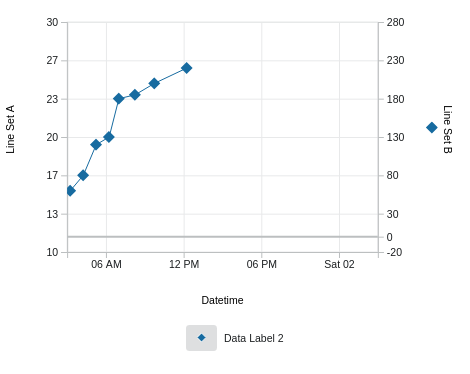 30
27
23
20
17
13
10
280
230
180
130
80
30
0
-20
Line Set A
Line Set B
06 AM
12 PM
06 PM
Sat 02
Datetime
Data Label 2